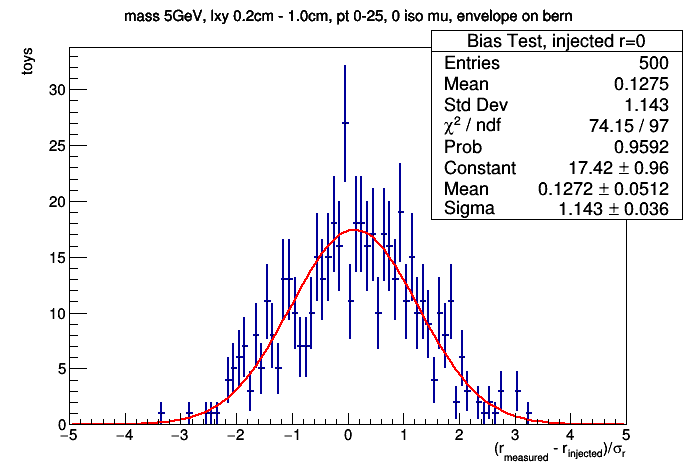 mass 5GeV, lxy 0.2cm - 1.0cm, pt 0-25, 0 iso mu, envelope on bern
toys
Bias Test, injected r=0
Entries 500
Mean 0.1275
Std Dev 1.143
χ² / ndf 74.15 / 97
Prob 0.9592
Constant 17.42 ± 0.96
Mean 0.1272 ± 0.0512
Sigma 1.143 ± 0.036
30
25
20
15
10
5
0
−5 −4 −3 −2 −1 0 1 2 3 4 5
(r_measured - r_injected)/σ_r